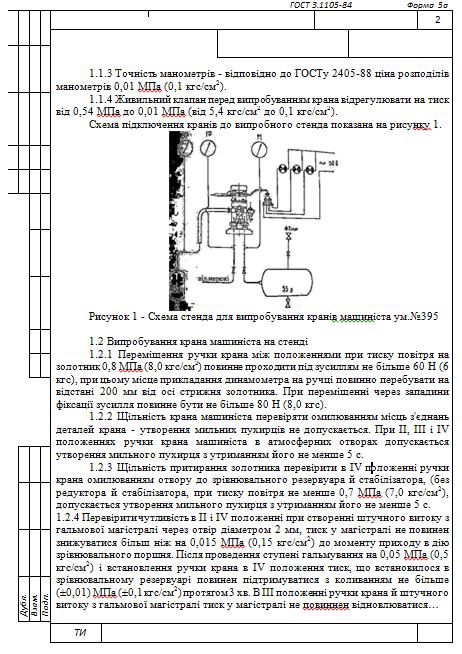 ГОСТ 3.1105-84 Форма 5а
2
1.1.3 Точність манометрів - відповідно до ГОСТу 2405-88 ціна розподілів
манометрів 0,01 МПа (0,1 кгс/см²).
1.1.4 Живильний клапан перед випробуванням крана відрегулювати на тиск
від 0,54 МПа до 0,01 МПа (від 5,4 кгс/см² до 0,1 кгс/см²).
Схема підключення кранів до випробного стенда показана на рисунку 1.
М
~ 50 В
від мережі
55 л
Рисунок 1 - Схема стенда для випробування кранів машиніста ум.№395
1.2 Випробування крана машиніста на стенді
1.2.1 Переміщення ручки крана між положеннями при тиску повітря на
золотник 0,8 МПа (8,0 кгс/см²) повинне проходити під зусиллям не більше 60 Н (6
кгс), при цьому місце прикладання динамометра на ручці повинно перебувати на
відстані 200 мм від осі стрижня золотника. При переміщенні через западини
фіксації зусилля повинне бути не більше 80 Н (8,0 кгс).
1.2.2 Щільність крана машиніста перевіряти омилюванням місць з'єднань
деталей крана - утворення мильних пухирців не допускається. При II, III і IV
положеннях ручки крана машиніста в атмосферних отворах допускається
утворення мильного пухирця з утриманням його не менше 5 с.
1.2.3 Щільність притирання золотника перевірити в IV положенні ручки
крана омилюванням отвору до зрівнювального резервуара й стабілізатора, (без
редуктора й стабілізатора, при тиску повітря не менше 0,7 МПа (7,0 кгс/см²),
допускається утворення мильного пухирця з утриманням його не менше 5 с.
1.2.4 Перевірити чутливість в II і IV положенні при створенні штучного витоку з
гальмової магістралі через отвір діаметром 2 мм, тиск у магістралі не повинен
знижуватися більш ніж на 0,015 МПа (0,15 кгс/см²) до моменту приходу в дію
зрівнювального поршня. Після проведення ступені гальмування на 0,05 МПа (0,5
кгс/см²) і встановлення ручки крана в IV положення тиск, що встановилося в
зрівнювальному резервуарі повинен підтримуватися з коливанням не більше
(±0,01) МПа (±0,1 кгс/см²) протягом 3 хв. В III положенні ручки крана й штучного
витоку з гальмової магістралі тиск у магістралі не повиннен відновлюватися…
Дубл.
Взам.
Подп.
ТИ